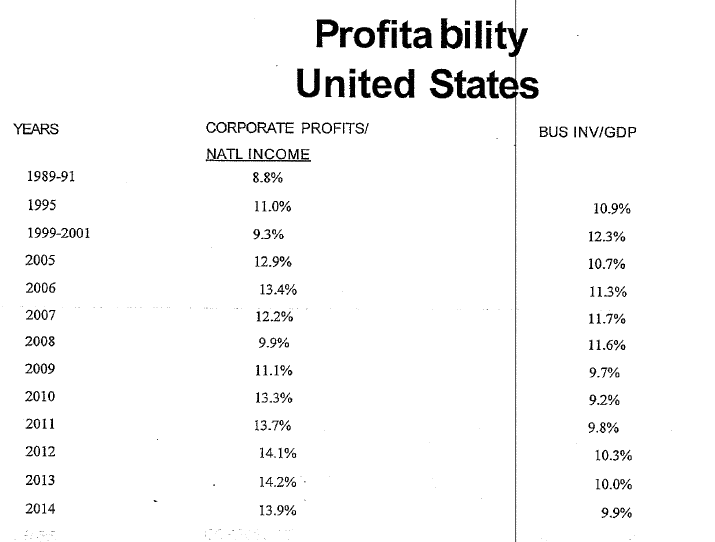 Profitability
United States
YEARS CORPORATE PROFITS/ BUS INV/GDP
NATL INCOME
1989-91 8.8%
1995 11.0% 10.9%
1999-2001 9.3% 12.3%
2005 12.9% 10.7%
2006 13.4% 11.3%
2007 12.2% 11.7%
2008 9.9% 11.6%
2009 11.1% 9.7%
2010 13.3% 9.2%
2011 13.7% 9.8%
2012 14.1% 10.3%
2013 14.2% 10.0%
2014 13.9% 9.9%